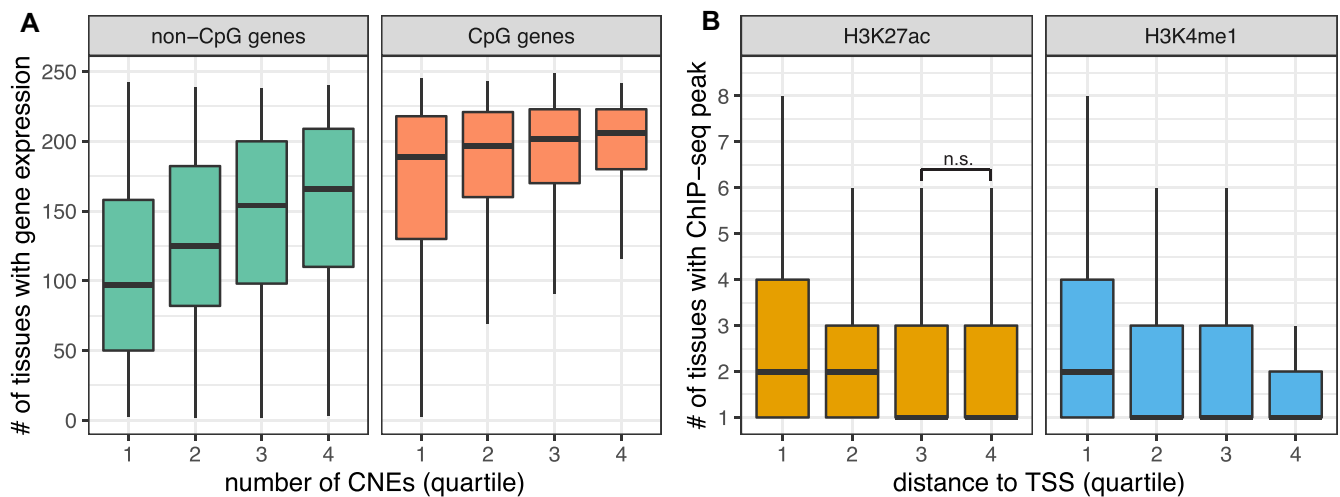 A
non−CpG genes
CpG genes
# of tissues with gene expression
250
200
150
100
50
0
1 2 3 4
1 2 3 4
number of CNEs (quartile)
B
H3K27ac
H3K4me1
# of tissues with ChIP−seq peak
8
7
6
5
4
3
2
1
n.s.
1 2 3 4
1 2 3 4
distance to TSS (quartile)